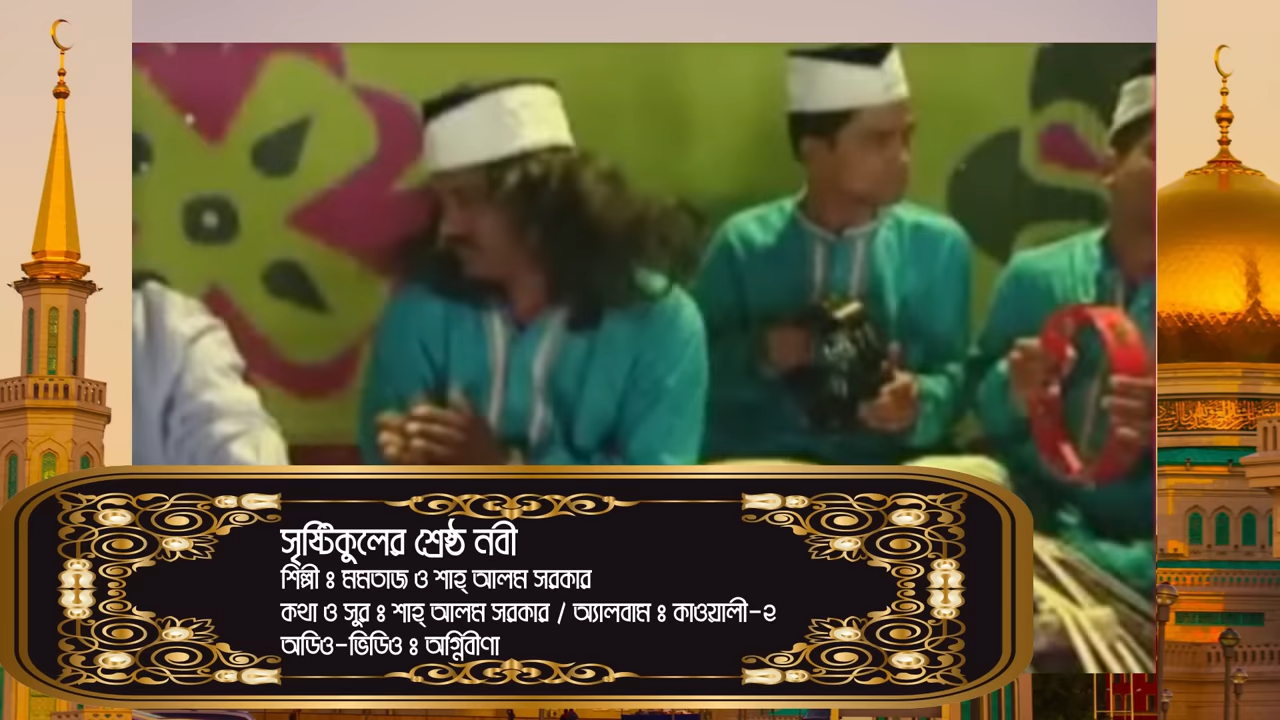 সৃষ্টিকুলের শ্রেষ্ঠ নবী
শিল্পী ঃ মমতাজ ও শাহ্ আলম সরকার
কথা ও সুর ঃ শাহ্ আলম সরকার / অ্যালবাম ঃ কাওয়ালী-২
অডিও-ভিডিও ঃ অগ্নিবীণা